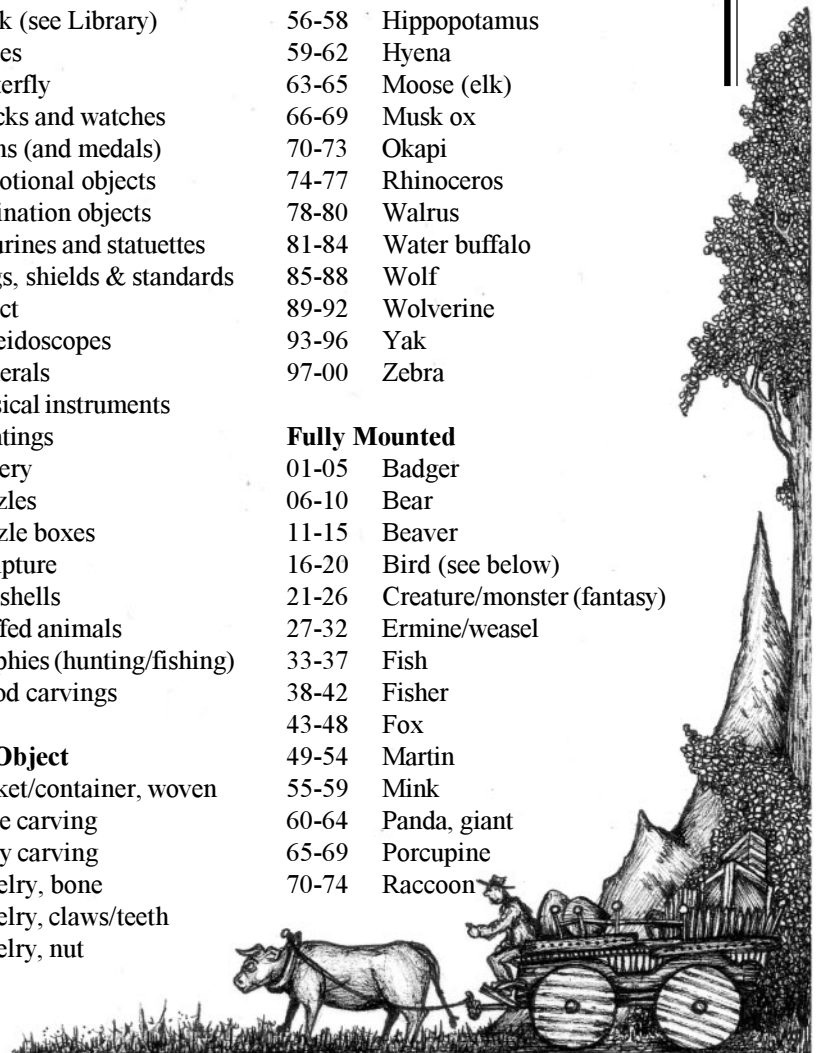 k (see Library)
es
erfly
cks and watches
ns (and medals)
otional objects
ination objects
urines and statuettes
gs, shields & standards
ct
eidoscopes
erals
sical instruments
tings
ery
zles
zle boxes
pture
shells
fed animals
phies (hunting/fishing)
od carvings
Object
ket/container, woven
e carving
y carving
elry, bone
elry, claws/teeth
elry, nut
56-58 Hippopotamus
59-62 Hyena
63-65 Moose (elk)
66-69 Musk ox
70-73 Okapi
74-77 Rhinoceros
78-80 Walrus
81-84 Water buffalo
85-88 Wolf
89-92 Wolverine
93-96 Yak
97-00 Zebra
Fully Mounted
01-05 Badger
06-10 Bear
11-15 Beaver
16-20 Bird (see below)
21-26 Creature/monster (fantasy)
27-32 Ermine/weasel
33-37 Fish
38-42 Fisher
43-48 Fox
49-54 Martin
55-59 Mink
60-64 Panda, giant
65-69 Porcupine
70-74 Raccoon